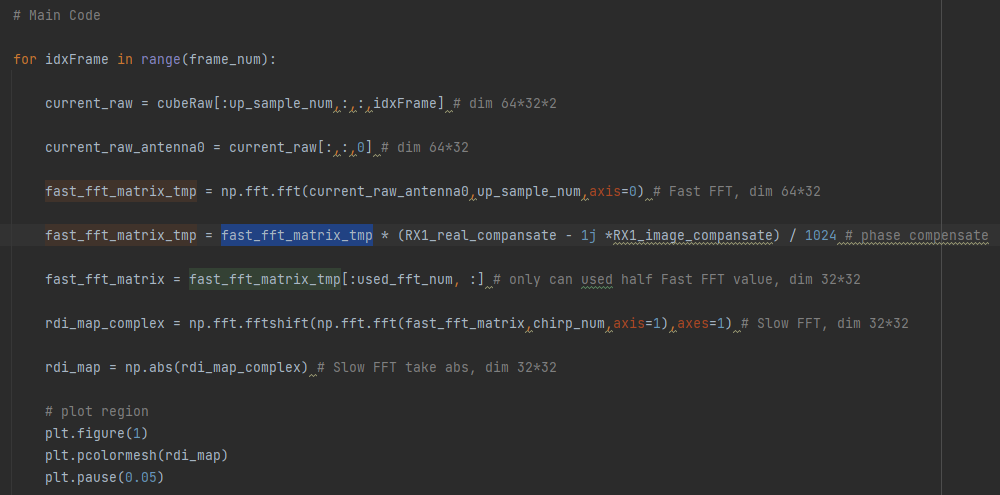 # Main Code
for idxFrame in range(frame_num):
current_raw = cubeRaw[:up_sample_num,:,:,idxFrame] # dim 64*32*2
current_raw_antenna0 = current_raw[:,:,0] # dim 64*32
fast_fft_matrix_tmp = np.fft.fft(current_raw_antenna0,up_sample_num,axis=0) # Fast FFT, dim 64*32
fast_fft_matrix_tmp = fast_fft_matrix_tmp * (RX1_real_compansate - 1j *RX1_image_compansate) / 1024 # phase compensate
fast_fft_matrix = fast_fft_matrix_tmp[:used_fft_num, :] # only can used half Fast FFT value, dim 32*32
rdi_map_complex = np.fft.fftshift(np.fft.fft(fast_fft_matrix,chirp_num,axis=1),axes=1) # Slow FFT, dim 32*32
rdi_map = np.abs(rdi_map_complex) # Slow FFT take abs, dim 32*32
# plot region
plt.figure(1)
plt.pcolormesh(rdi_map)
plt.pause(0.05)